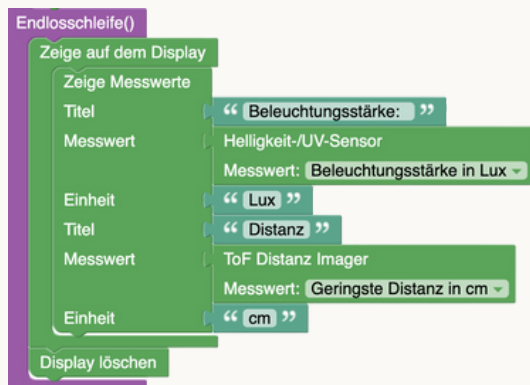 Endlosschleife()
Zeige auf dem Display
Zeige Messwerte
Titel “ Beleuchtungsstärke: ”
Messwert Helligkeit-/UV-Sensor
Messwert: Beleuchtungsstärke in Lux
Einheit “ Lux ”
Titel “ Distanz ”
Messwert ToF Distanz Imager
Messwert: Geringste Distanz in cm
Einheit “ cm ”
Display löschen